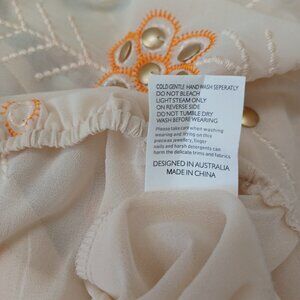 COLD GENTLE HAND WASH SEPERATLY
DO NOT BLEACH
LIGHT STEAM ONLY
ON REVERSE SIDE
DO NOT TUMBLE DRY
WASH BEFORE WEARING
Please take care when washing
wearing and drying on this
precious jewellery, finger
nails and harsh detergents can
harm the delicate trims and fabrics.
DESIGNED IN AUSTRALIA
MADE IN CHINA